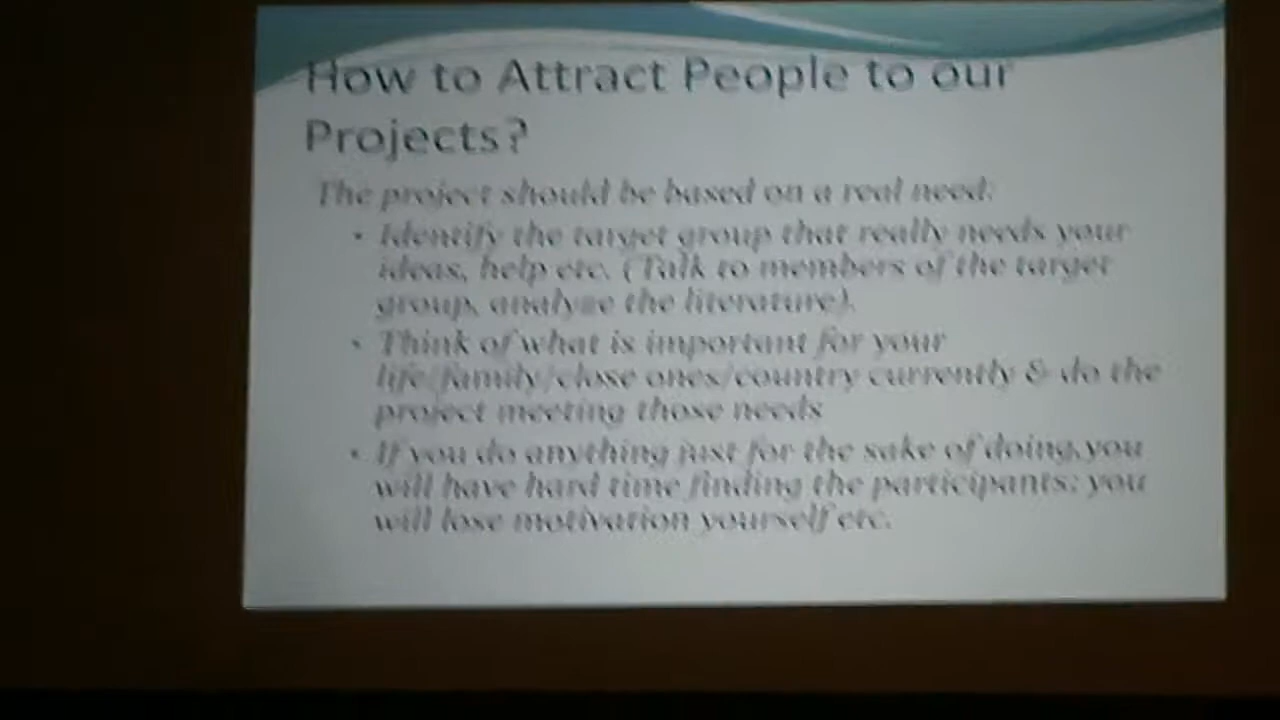 How to Attract People to our
Projects?
The project should be based on a real need:
• Identify the target group that really needs your
ideas, help etc. (Talk to members of the target
group, analyze the literature).
• Think of what is important for your
life/family/close ones/country currently & do the
project meeting those needs
• If you do anything just for the sake of doing, you
will have hard time finding the participants; you
will lose motivation yourself etc.